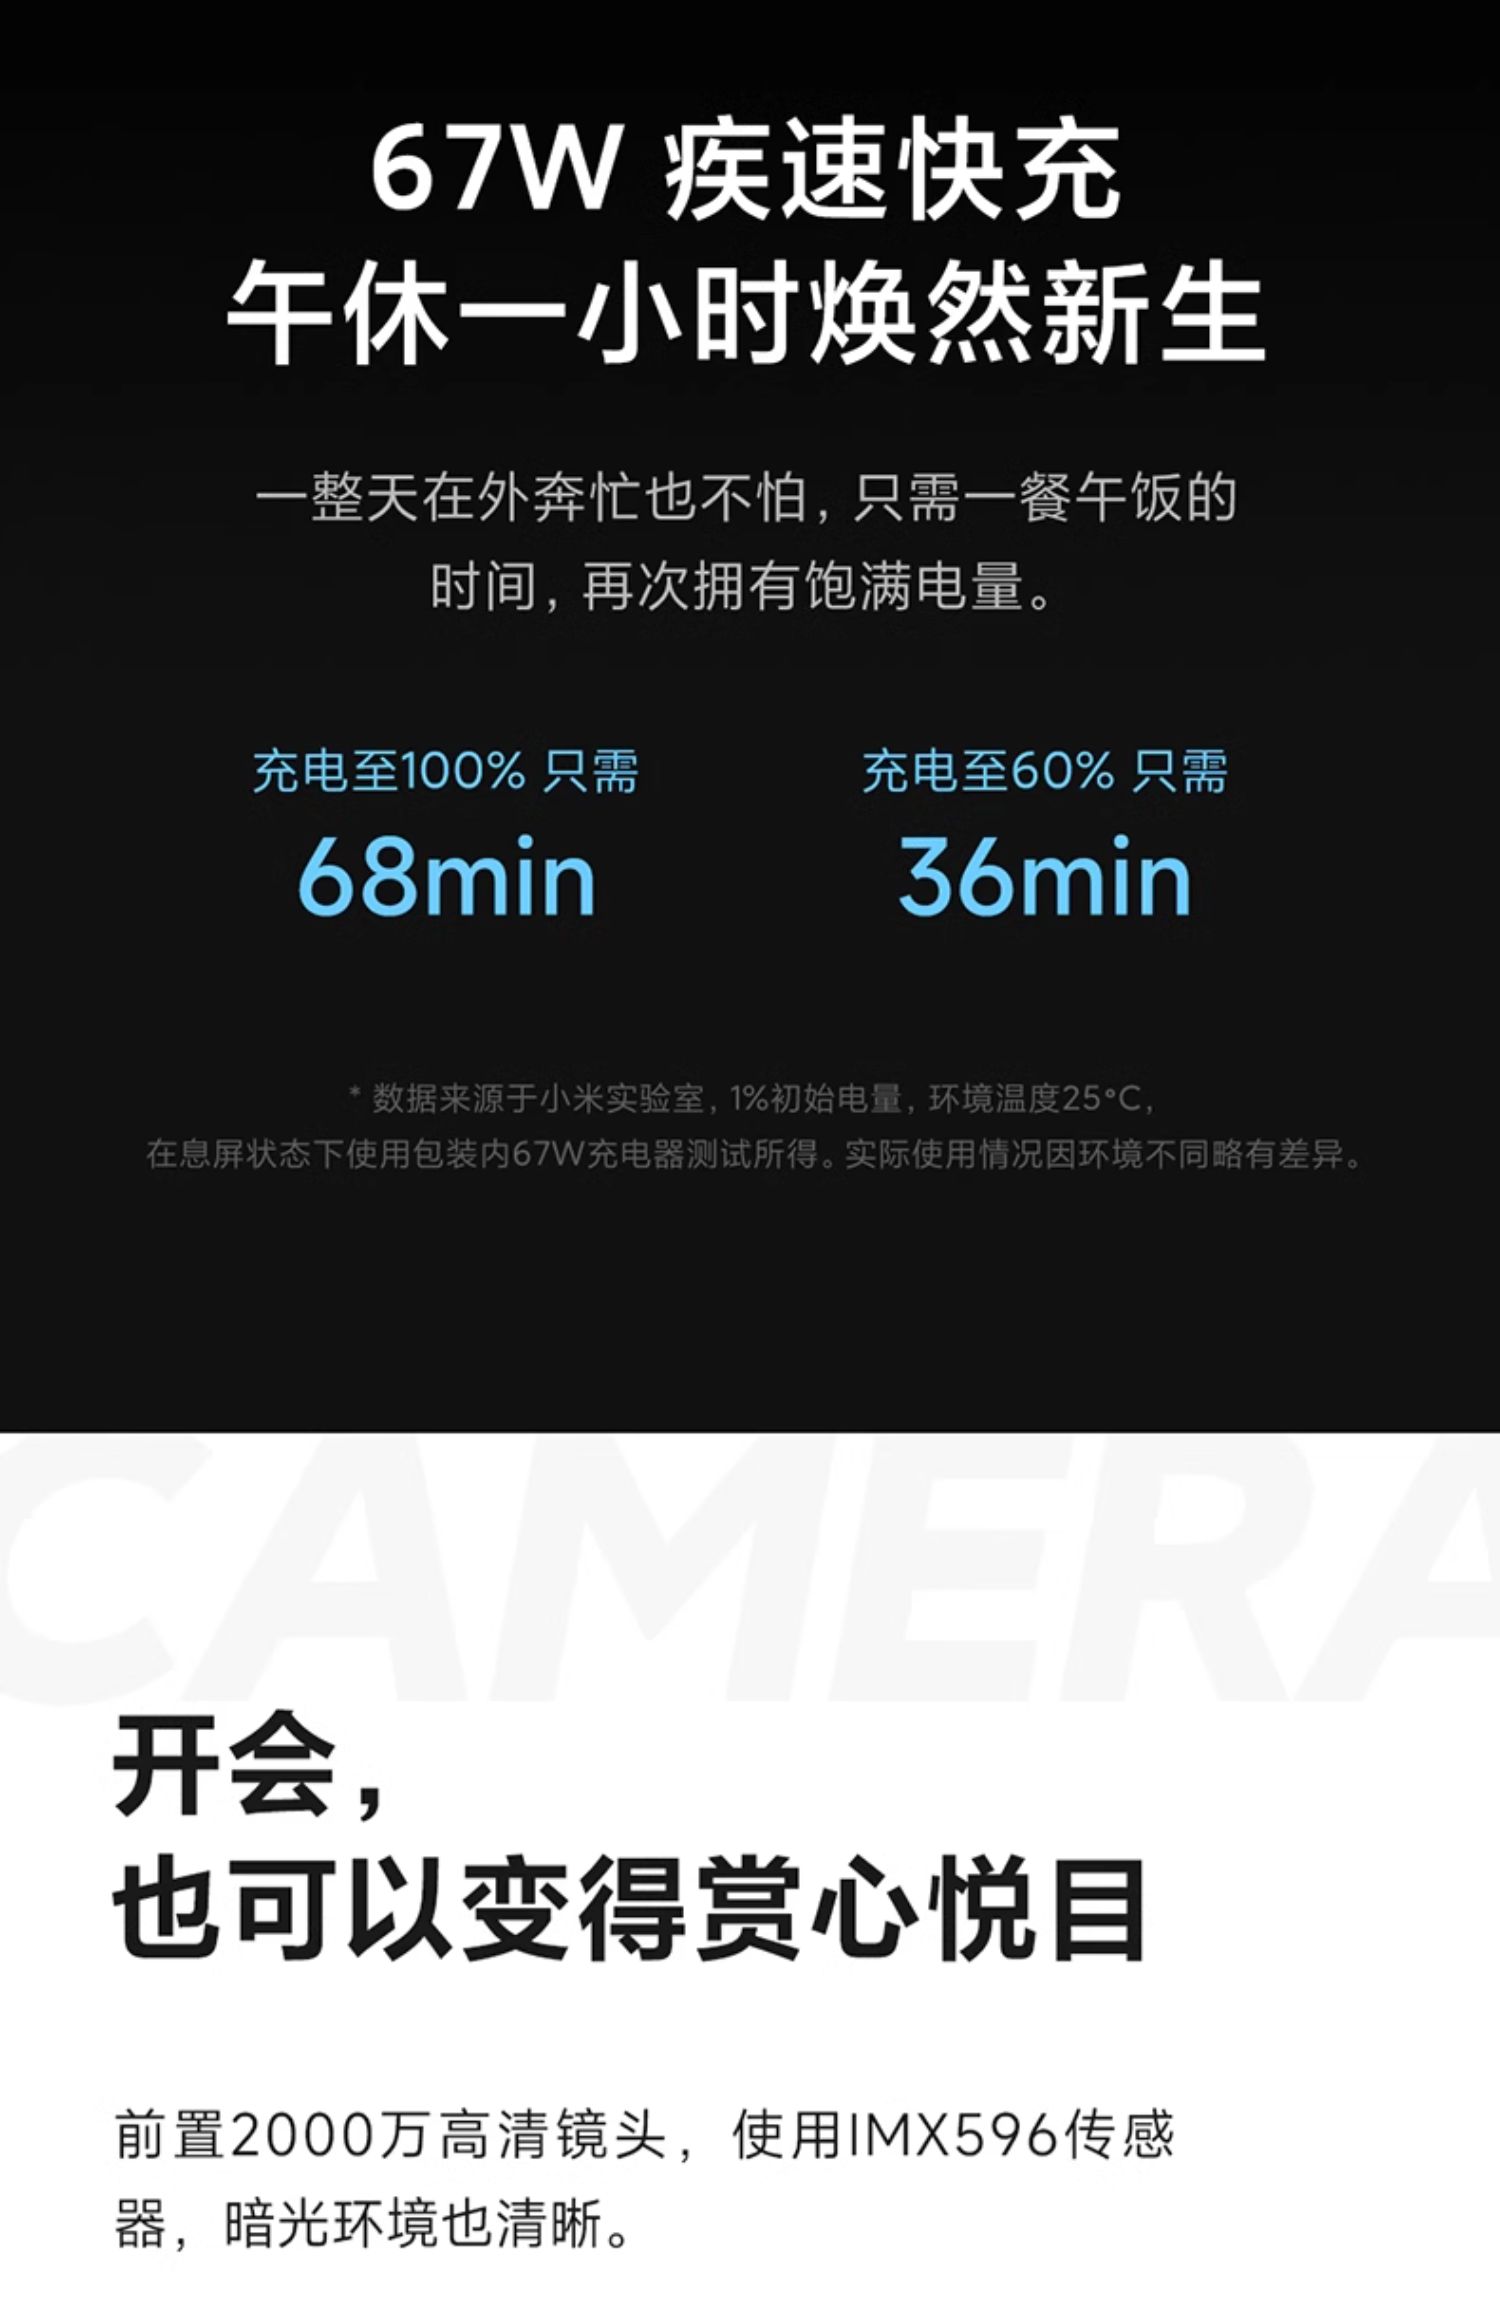 67W 疾速快充
午休一小时焕然新生
一整天在外奔忙也不怕，只需一餐午饭的
时间，再次拥有饱满电量。
充电至100% 只需
68min
充电至60% 只需
36min
* 数据来源于小米实验室，1%初始电量，环境温度25°C，
在息屏状态下使用包装内67W充电器测试所得。实际使用情况因环境不同略有差异。
CAMERA
开会，
也可以变得赏心悦目
前置2000万高清镜头，使用IMX596传感
器，暗光环境也清晰。